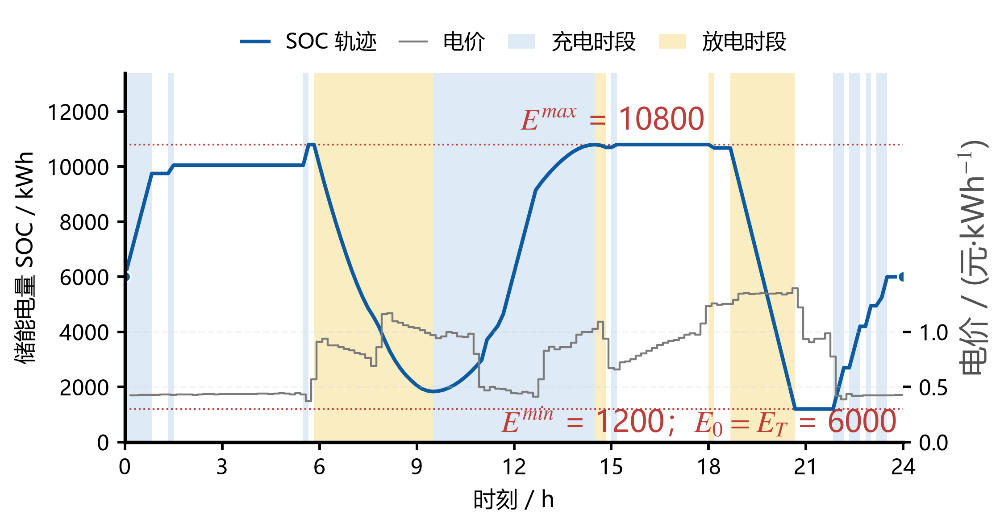 SOC 轨迹 电价 充电时段 放电时段
储能电量 SOC / kWh
12000
10000
8000
6000
4000
2000
0
E^max = 10800
E^min = 1200; E_0 = E_T = 6000
1.0
0.5
0.0
电价 / (元·kWh⁻¹)
0 3 6 9 12 15 18 21 24
时刻 / h